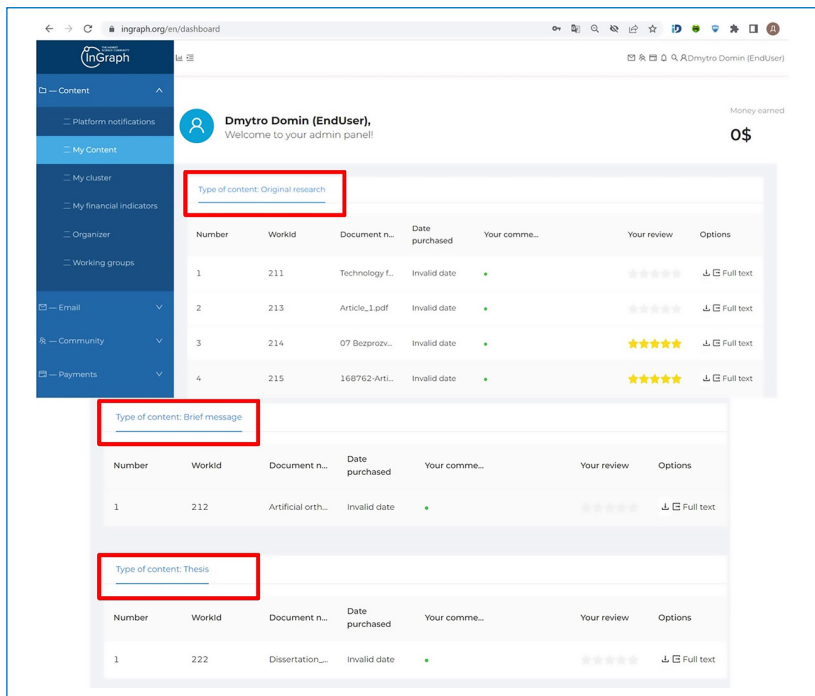 ingraph.org/en/dashboard
InGraph
Dmytro Domin (EndUser)
Content
Platform notifications
My Content
My cluster
My financial indicators
Organizer
Working groups
Email
Community
Payments
Dmytro Domin (EndUser),
Welcome to your admin panel!
Money earned
0$
Type of content: Original research
Number WorkId Document n... Date purchased Your comme... Your review Options
1 211 Technology f... Invalid date Full text
2 213 Article_1.pdf Invalid date Full text
3 214 07 Bezprozv... Invalid date Full text
4 215 168762-Arti... Invalid date Full text
Type of content: Brief message
Number WorkId Document n... Date purchased Your comme... Your review Options
1 212 Artificial orth... Invalid date Full text
Type of content: Thesis
Number WorkId Document n... Date purchased Your comme... Your review Options
1 222 Dissertation_... Invalid date Full text